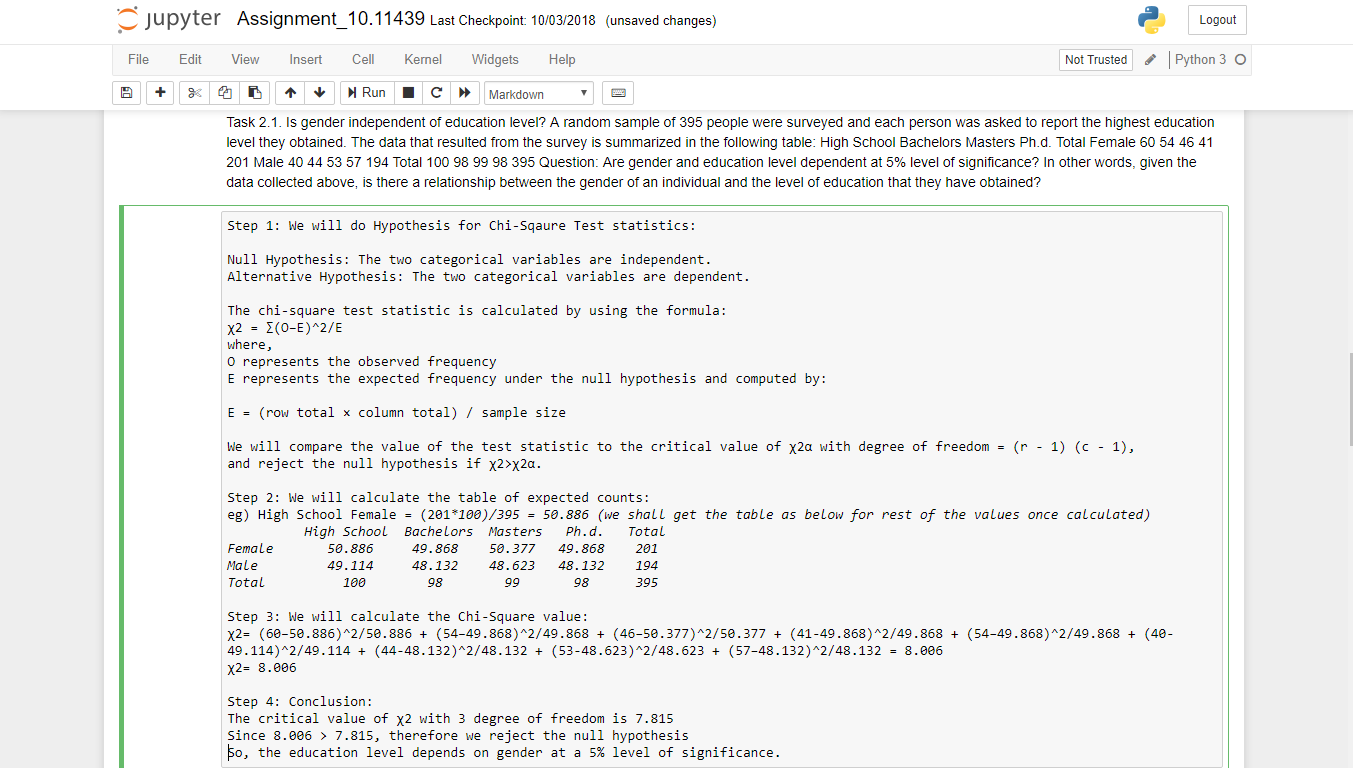 jupyter Assignment_10.11439 Last Checkpoint: 10/03/2018 (unsaved changes) Logout
File Edit View Insert Cell Kernel Widgets Help Not Trusted Python 3
Run Markdown
Task 2.1. Is gender independent of education level? A random sample of 395 people were surveyed and each person was asked to report the highest education
level they obtained. The data that resulted from the survey is summarized in the following table: High School Bachelors Masters Ph.d. Total Female 60 54 46 41
201 Male 40 44 53 57 194 Total 100 98 99 98 395 Question: Are gender and education level dependent at 5% level of significance? In other words, given the
data collected above, is there a relationship between the gender of an individual and the level of education that they have obtained?
Step 1: We will do Hypothesis for Chi-Sqaure Test statistics:
Null Hypothesis: The two categorical variables are independent.
Alternative Hypothesis: The two categorical variables are dependent.
The chi-square test statistic is calculated by using the formula:
χ2 = Σ(O−E)^2/E
where,
O represents the observed frequency
E represents the expected frequency under the null hypothesis and computed by:
E = (row total × column total) / sample size
We will compare the value of the test statistic to the critical value of χ2α with degree of freedom = (r - 1) (c - 1),
and reject the null hypothesis if χ2>χ2α.
Step 2: We will calculate the table of expected counts:
eg) High School Female = (201*100)/395 = 50.886 (we shall get the table as below for rest of the values once calculated)
High School Bachelors Masters Ph.d. Total
Female 50.886 49.868 50.377 49.868 201
Male 49.114 48.132 48.623 48.132 194
Total 100 98 99 98 395
Step 3: We will calculate the Chi-Square value:
χ2= (60−50.886)^2/50.886 + (54−49.868)^2/49.868 + (46−50.377)^2/50.377 + (41-49.868)^2/49.868 + (54−49.868)^2/49.868 + (40-
49.114)^2/49.114 + (44-48.132)^2/48.132 + (53-48.623)^2/48.623 + (57−48.132)^2/48.132 = 8.006
χ2= 8.006
Step 4: Conclusion:
The critical value of χ2 with 3 degree of freedom is 7.815
Since 8.006 > 7.815, therefore we reject the null hypothesis
So, the education level depends on gender at a 5% level of significance.